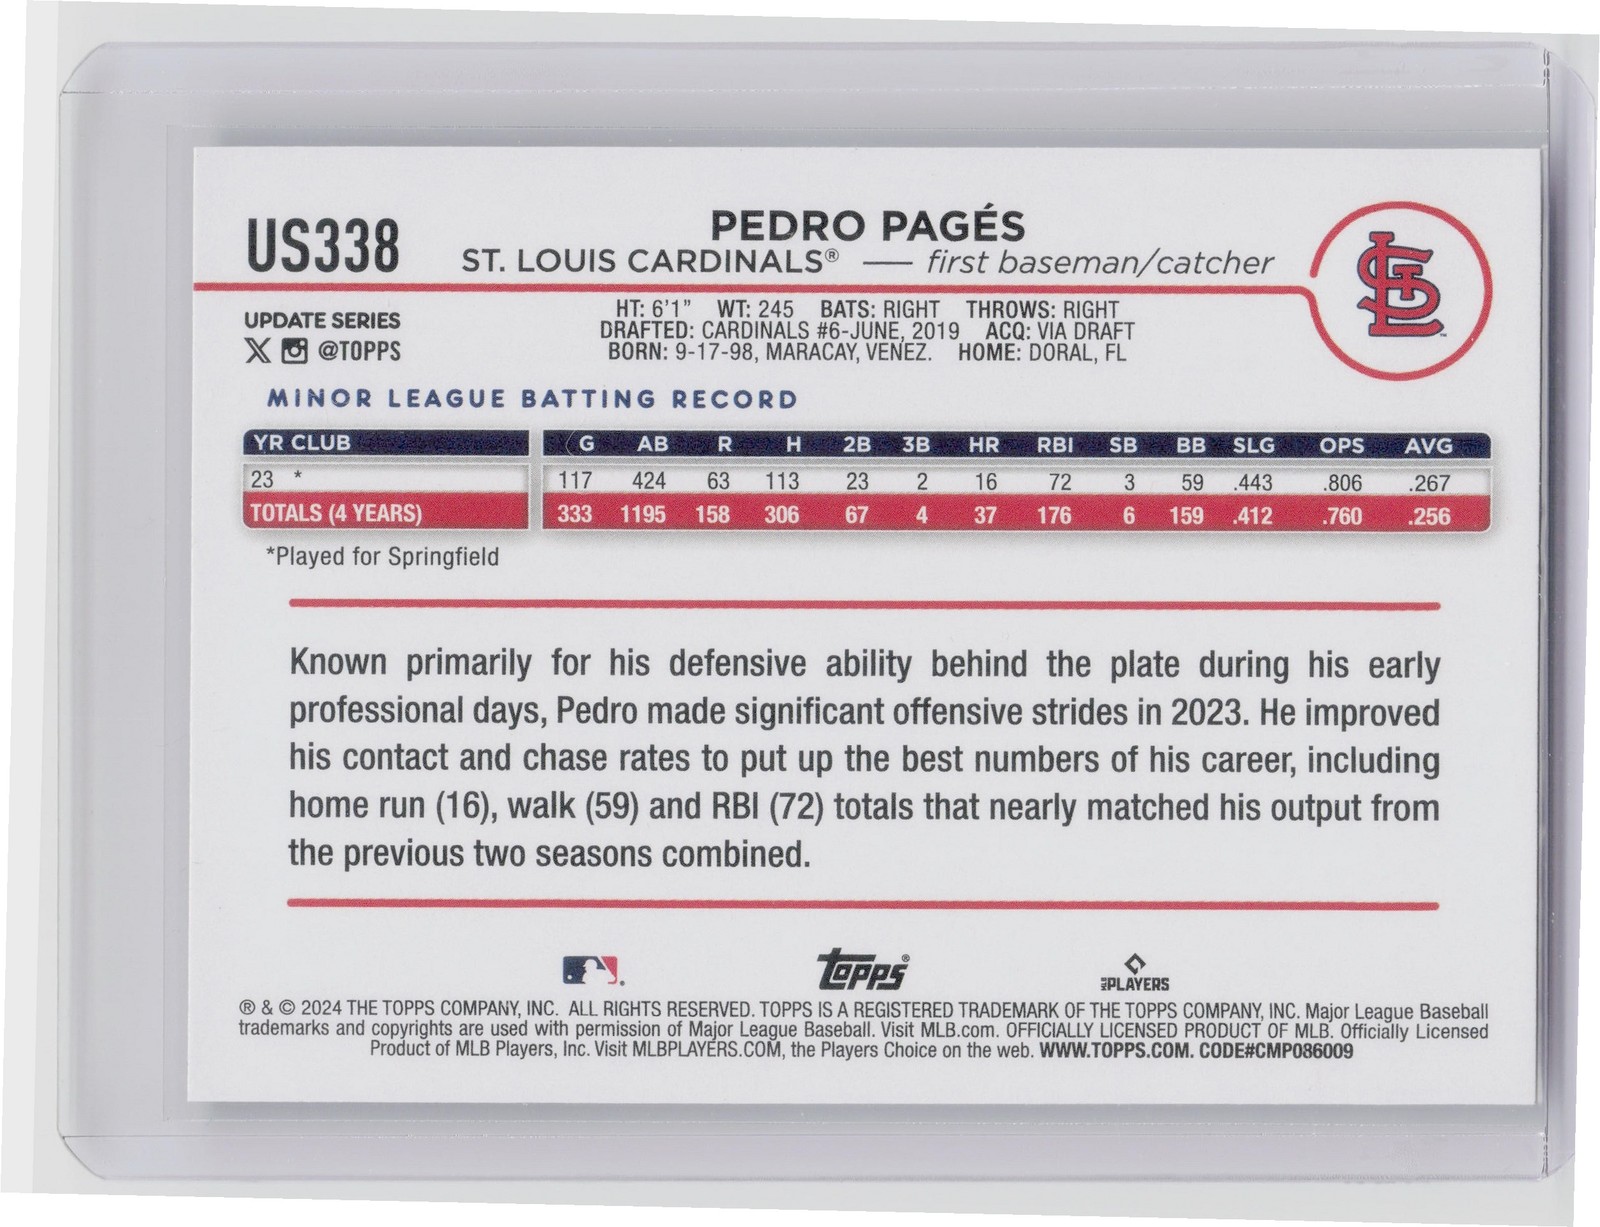 US338
PEDRO PAGÉS
ST. LOUIS CARDINALS® — first baseman/catcher
STL
UPDATE SERIES
X @TOPPS
HT: 6'1" WT: 245 BATS: RIGHT THROWS: RIGHT
DRAFTED: CARDINALS #6-JUNE, 2019 ACQ: VIA DRAFT
BORN: 9-17-98, MARACAY, VENEZ. HOME: DORAL, FL
MINOR LEAGUE BATTING RECORD
YR CLUB G AB R H 2B 3B HR RBI SB BB SLG OPS AVG
23 * 117 424 63 113 23 2 16 72 3 59 .443 .806 .267
TOTALS (4 YEARS) 333 1195 158 306 67 4 37 176 6 159 .412 .760 .256
*Played for Springfield
Known primarily for his defensive ability behind the plate during his early
professional days, Pedro made significant offensive strides in 2023. He improved
his contact and chase rates to put up the best numbers of his career, including
home run (16), walk (59) and RBI (72) totals that nearly matched his output from
the previous two seasons combined.
Topps® MLB PLAYERS
® & © 2024 THE TOPPS COMPANY, INC. ALL RIGHTS RESERVED. TOPPS IS A REGISTERED TRADEMARK OF THE TOPPS COMPANY, INC. Major League Baseball
trademarks and copyrights are used with permission of Major League Baseball. Visit MLB.com. OFFICIALLY LICENSED PRODUCT OF MLB. Officially Licensed
Product of MLB Players, Inc. Visit MLBPLAYERS.COM, the Players Choice on the web. WWW.TOPPS.COM. CODE#CMP086009